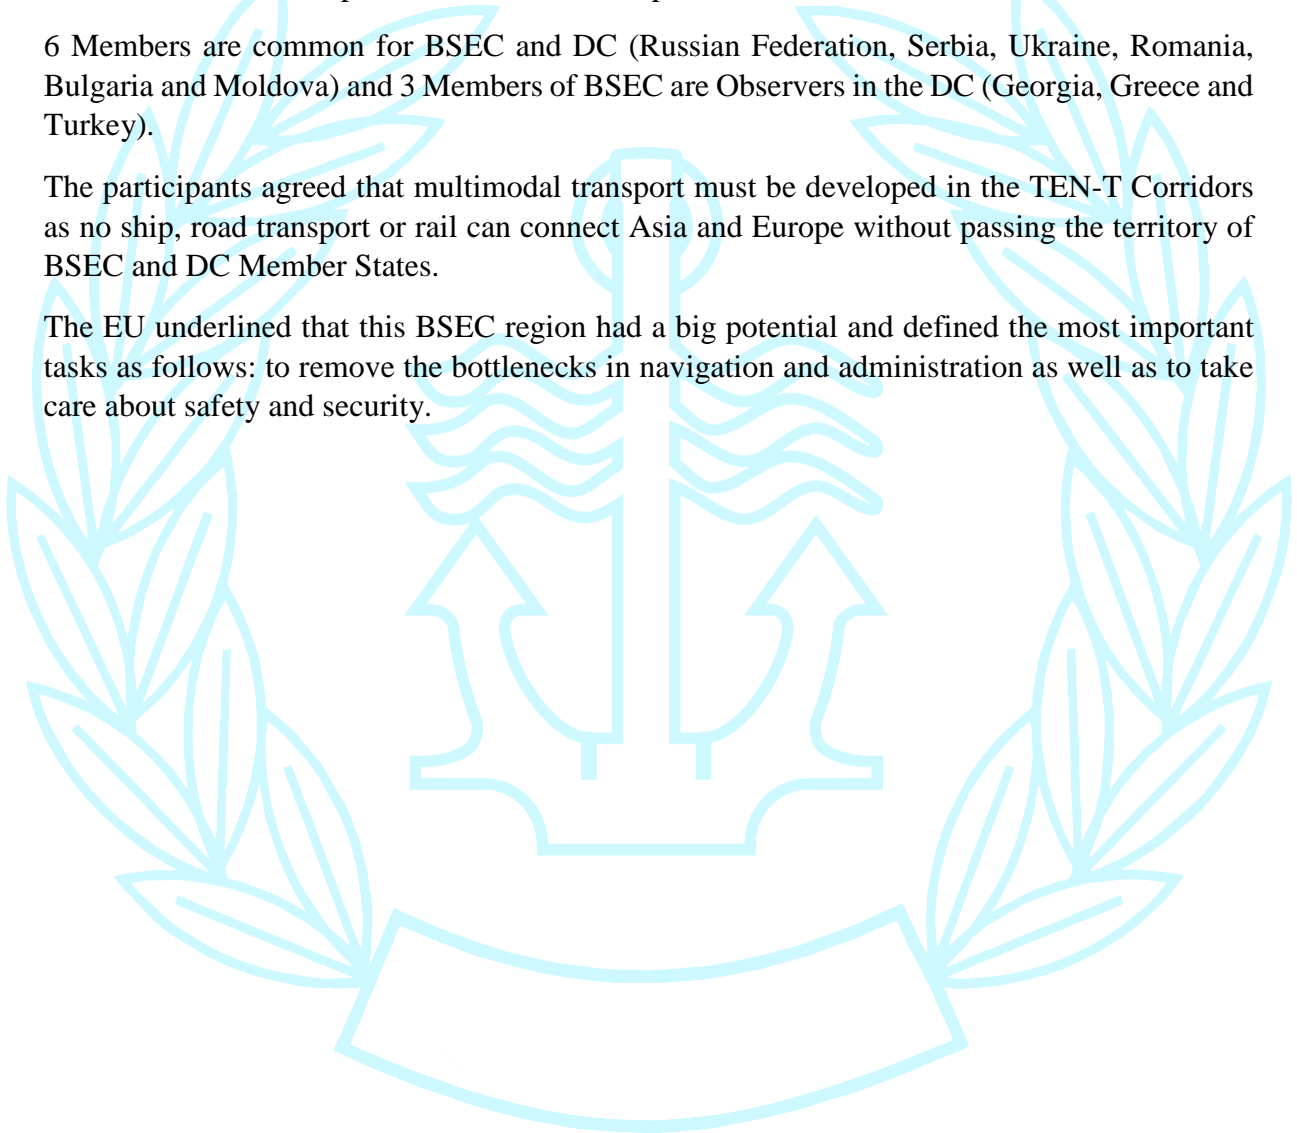 6 Members are common for BSEC and DC (Russian Federation, Serbia, Ukraine, Romania,
Bulgaria and Moldova) and 3 Members of BSEC are Observers in the DC (Georgia, Greece and
Turkey).
The participants agreed that multimodal transport must be developed in the TEN-T Corridors
as no ship, road transport or rail can connect Asia and Europe without passing the territory of
BSEC and DC Member States.
The EU underlined that this BSEC region had a big potential and defined the most important
tasks as follows: to remove the bottlenecks in navigation and administration as well as to take
care about safety and security.